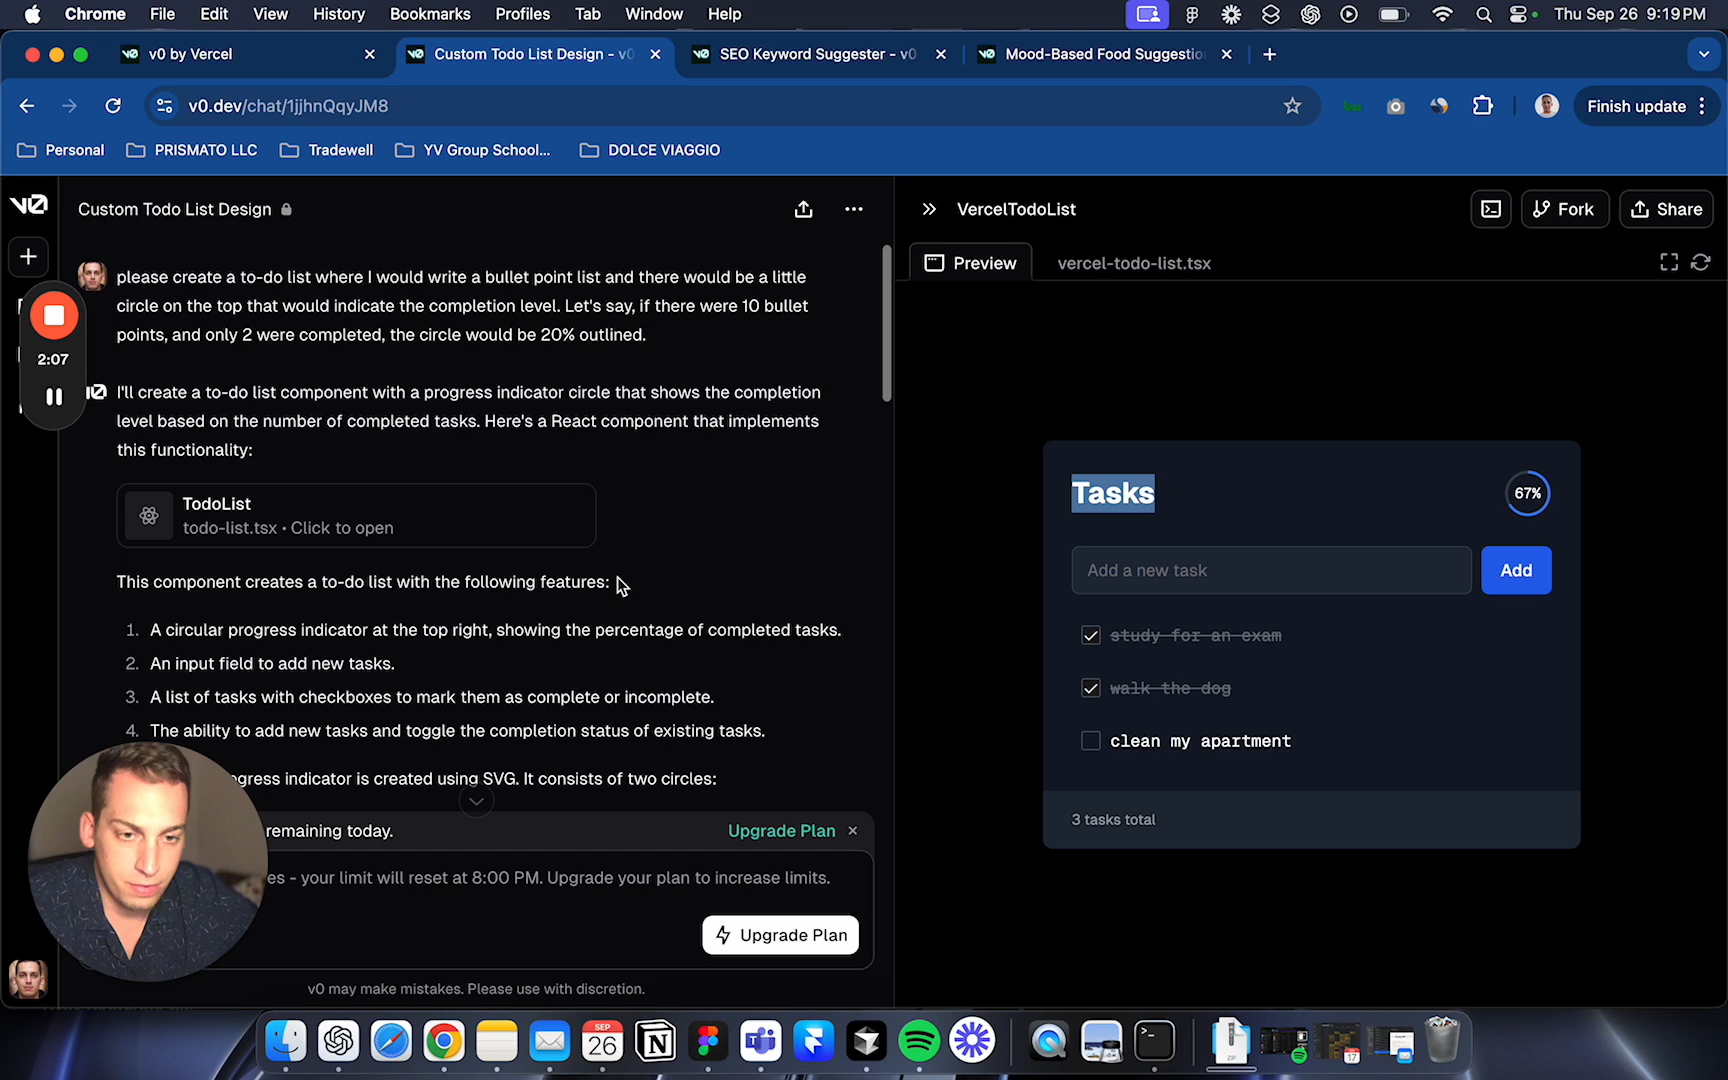 Chrome File Edit View History Bookmarks Profiles Tab Window Help Thu Sep 26 9:19 PM
v0 by Vercel
Custom Todo List Design - v0
SEO Keyword Suggester - v0
Mood-Based Food Suggestio
v0.dev/chat/1jjhnQqyJM8
Finish update
Personal PRISMATO LLC Tradewell YV Group School... DOLCE VIAGGIO
v0
Custom Todo List Design
please create a to-do list where I would write a bullet point list and there would be a little
circle on the top that would indicate the completion level. Let's say, if there were 10 bullet
points, and only 2 were completed, the circle would be 20% outlined.
2:07
I'll create a to-do list component with a progress indicator circle that shows the completion
level based on the number of completed tasks. Here's a React component that implements
this functionality:
TodoList
todo-list.tsx • Click to open
This component creates a to-do list with the following features:
1. A circular progress indicator at the top right, showing the percentage of completed tasks.
2. An input field to add new tasks.
3. A list of tasks with checkboxes to mark them as complete or incomplete.
4. The ability to add new tasks and toggle the completion status of existing tasks.
gress indicator is created using SVG. It consists of two circles:
remaining today.
Upgrade Plan
es - your limit will reset at 8:00 PM. Upgrade your plan to increase limits.
Upgrade Plan
v0 may make mistakes. Please use with discretion.
VercelTodoList
Fork
Share
Preview
vercel-todo-list.tsx
Tasks
67%
Add a new task
Add
study for an exam
walk the dog
clean my apartment
3 tasks total
SEP
26
17
ZIP